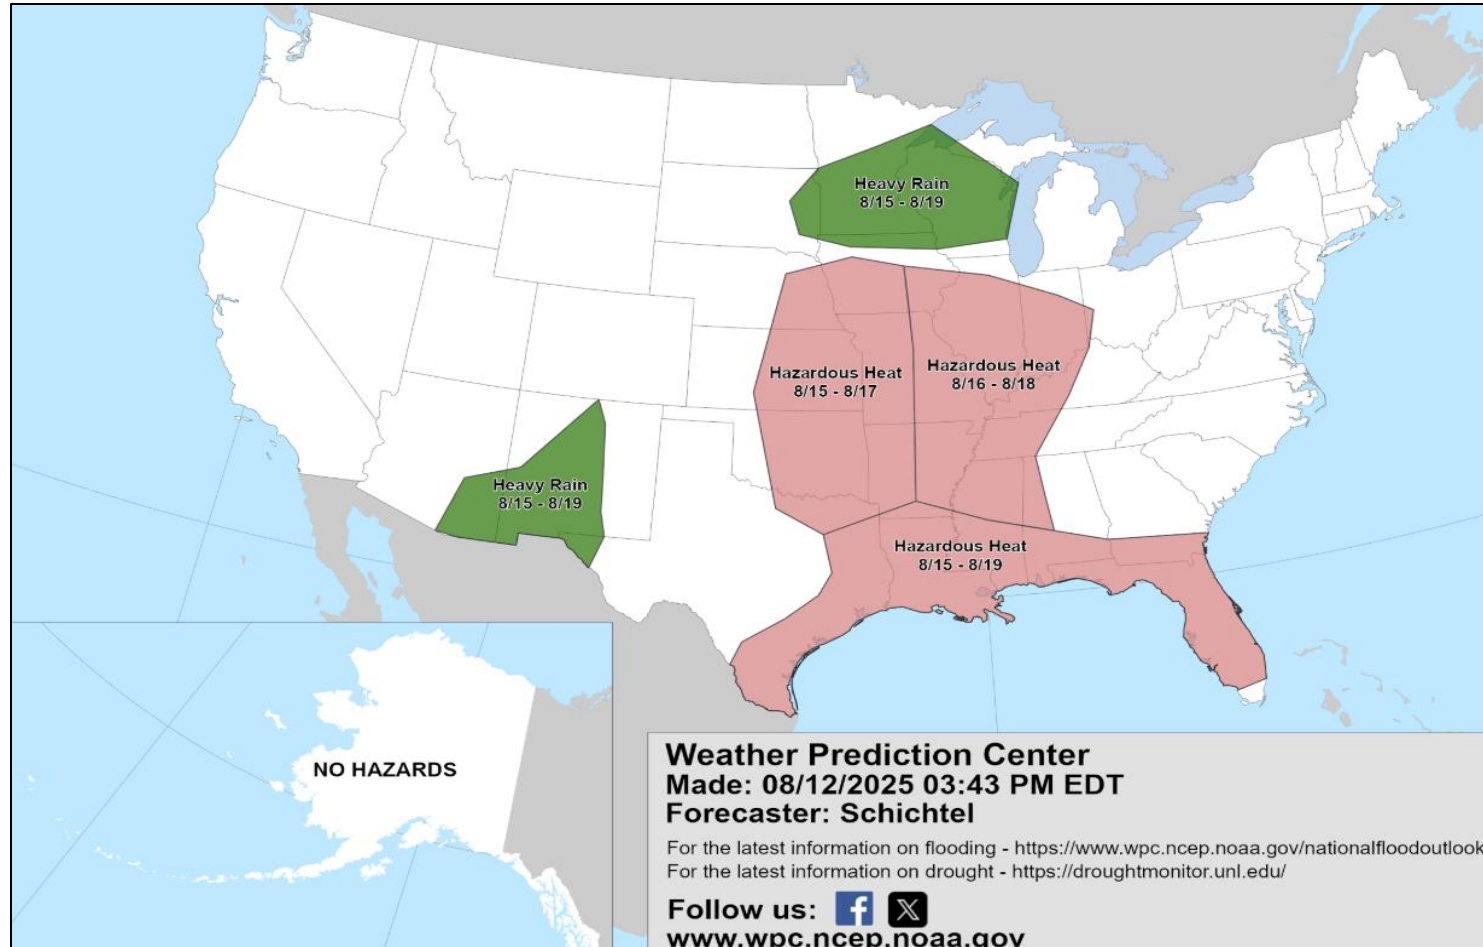 Heavy Rain
8/15 - 8/19
Hazardous Heat
8/15 - 8/17
Hazardous Heat
8/16 - 8/18
Heavy Rain
8/15 - 8/19
Hazardous Heat
8/15 - 8/19
NO HAZARDS
Weather Prediction Center
Made: 08/12/2025 03:43 PM EDT
Forecaster: Schichtel
For the latest information on flooding - https://www.wpc.ncep.noaa.gov/nationalfloodoutlook
For the latest information on drought - https://droughtmonitor.unl.edu/
Follow us: f X
www.wpc.ncep.noaa.gov